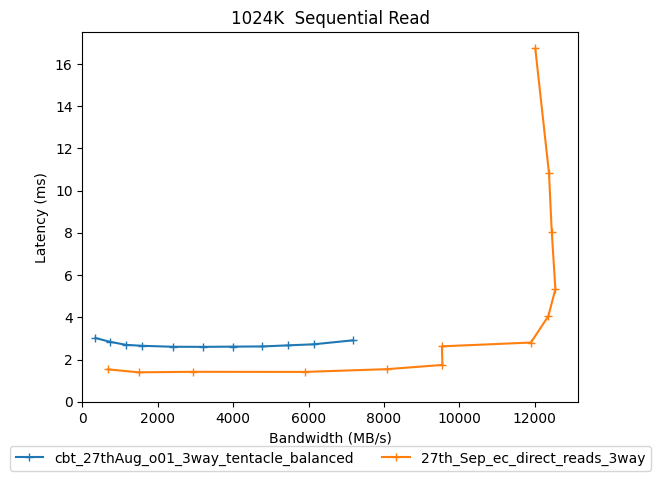 1024K  Sequential Read
Latency (ms)
16
14
12
10
8
6
4
2
0
0 2000 4000 6000 8000 10000 12000
Bandwidth (MB/s)
cbt_27thAug_o01_3way_tentacle_balanced 27th_Sep_ec_direct_reads_3way